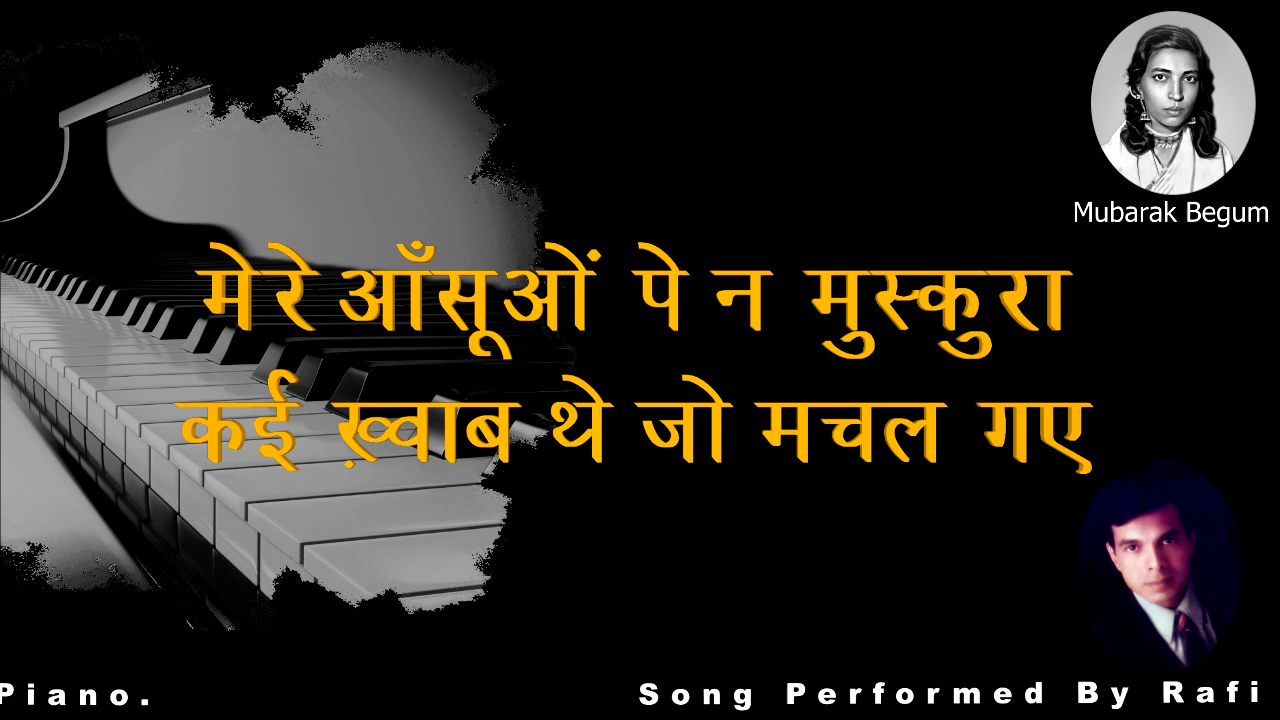 Mubarak Begum
मेरे आँसूओं पे न मुस्कुरा
कई ख़्वाब थे जो मचल गए
Piano. Song Performed By Rafi